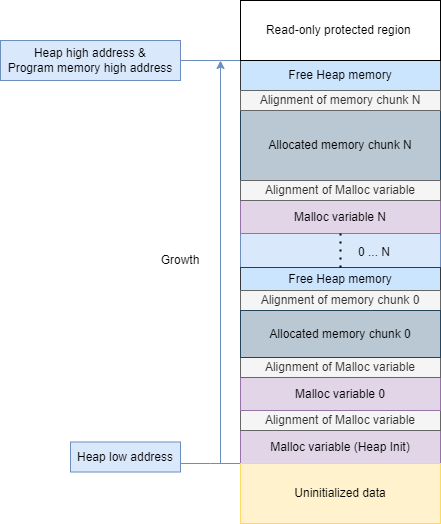 Read-only protected region
Heap high address &
Program memory high address
Free Heap memory
Alignment of memory chunk N
Allocated memory chunk N
Alignment of Malloc variable
Malloc variable N
0 ... N
Growth
Free Heap memory
Alignment of memory chunk 0
Allocated memory chunk 0
Alignment of Malloc variable
Malloc variable 0
Alignment of Malloc variable
Malloc variable (Heap Init)
Heap low address
Uninitialized data